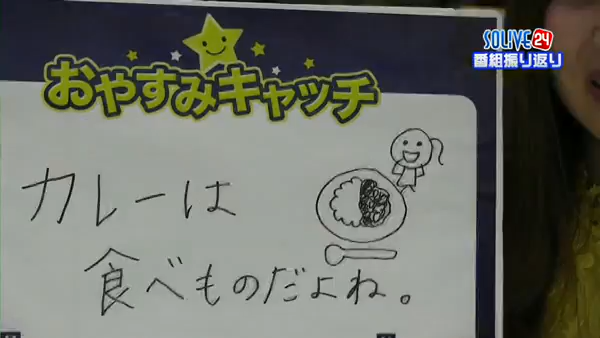 SOLiVE24
番組振り返り
おやすみキャッチ
カレーは
食べものだよね。